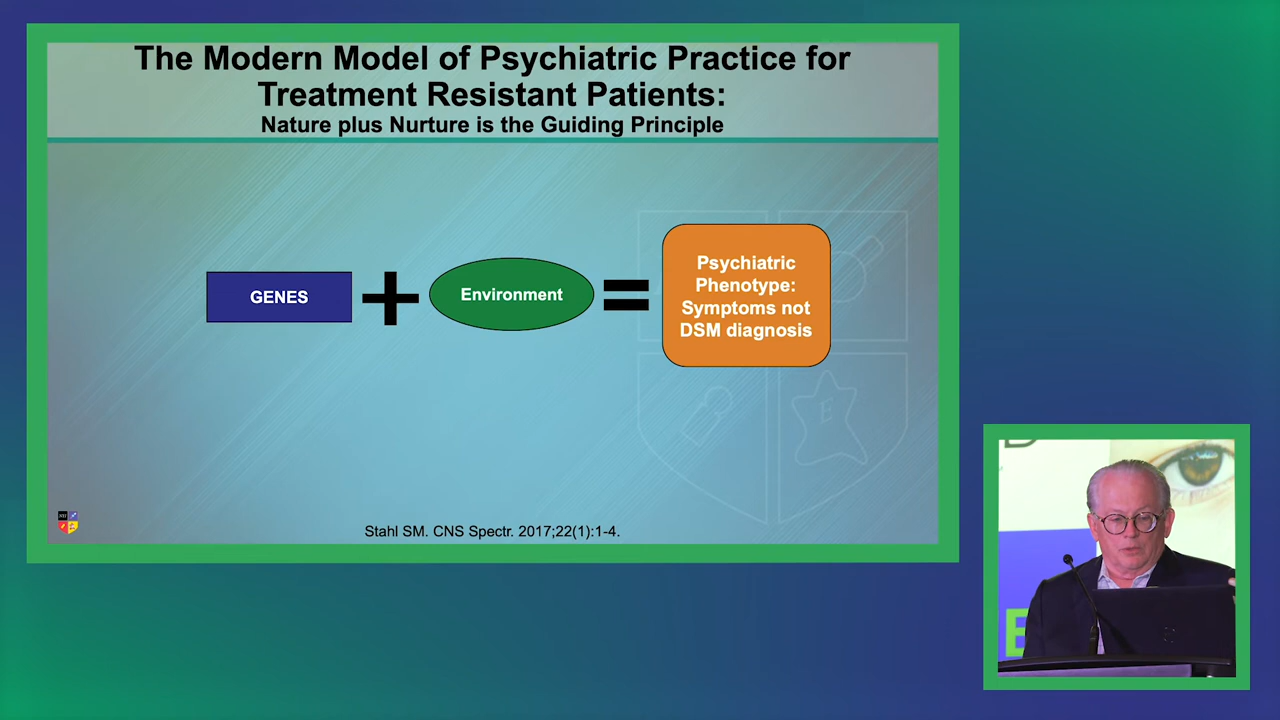 The Modern Model of Psychiatric Practice for
Treatment Resistant Patients:
Nature plus Nurture is the Guiding Principle
GENES
Environment
Psychiatric
Phenotype:
Symptoms not
DSM diagnosis
Stahl SM. CNS Spectr. 2017;22(1):1-4.
E